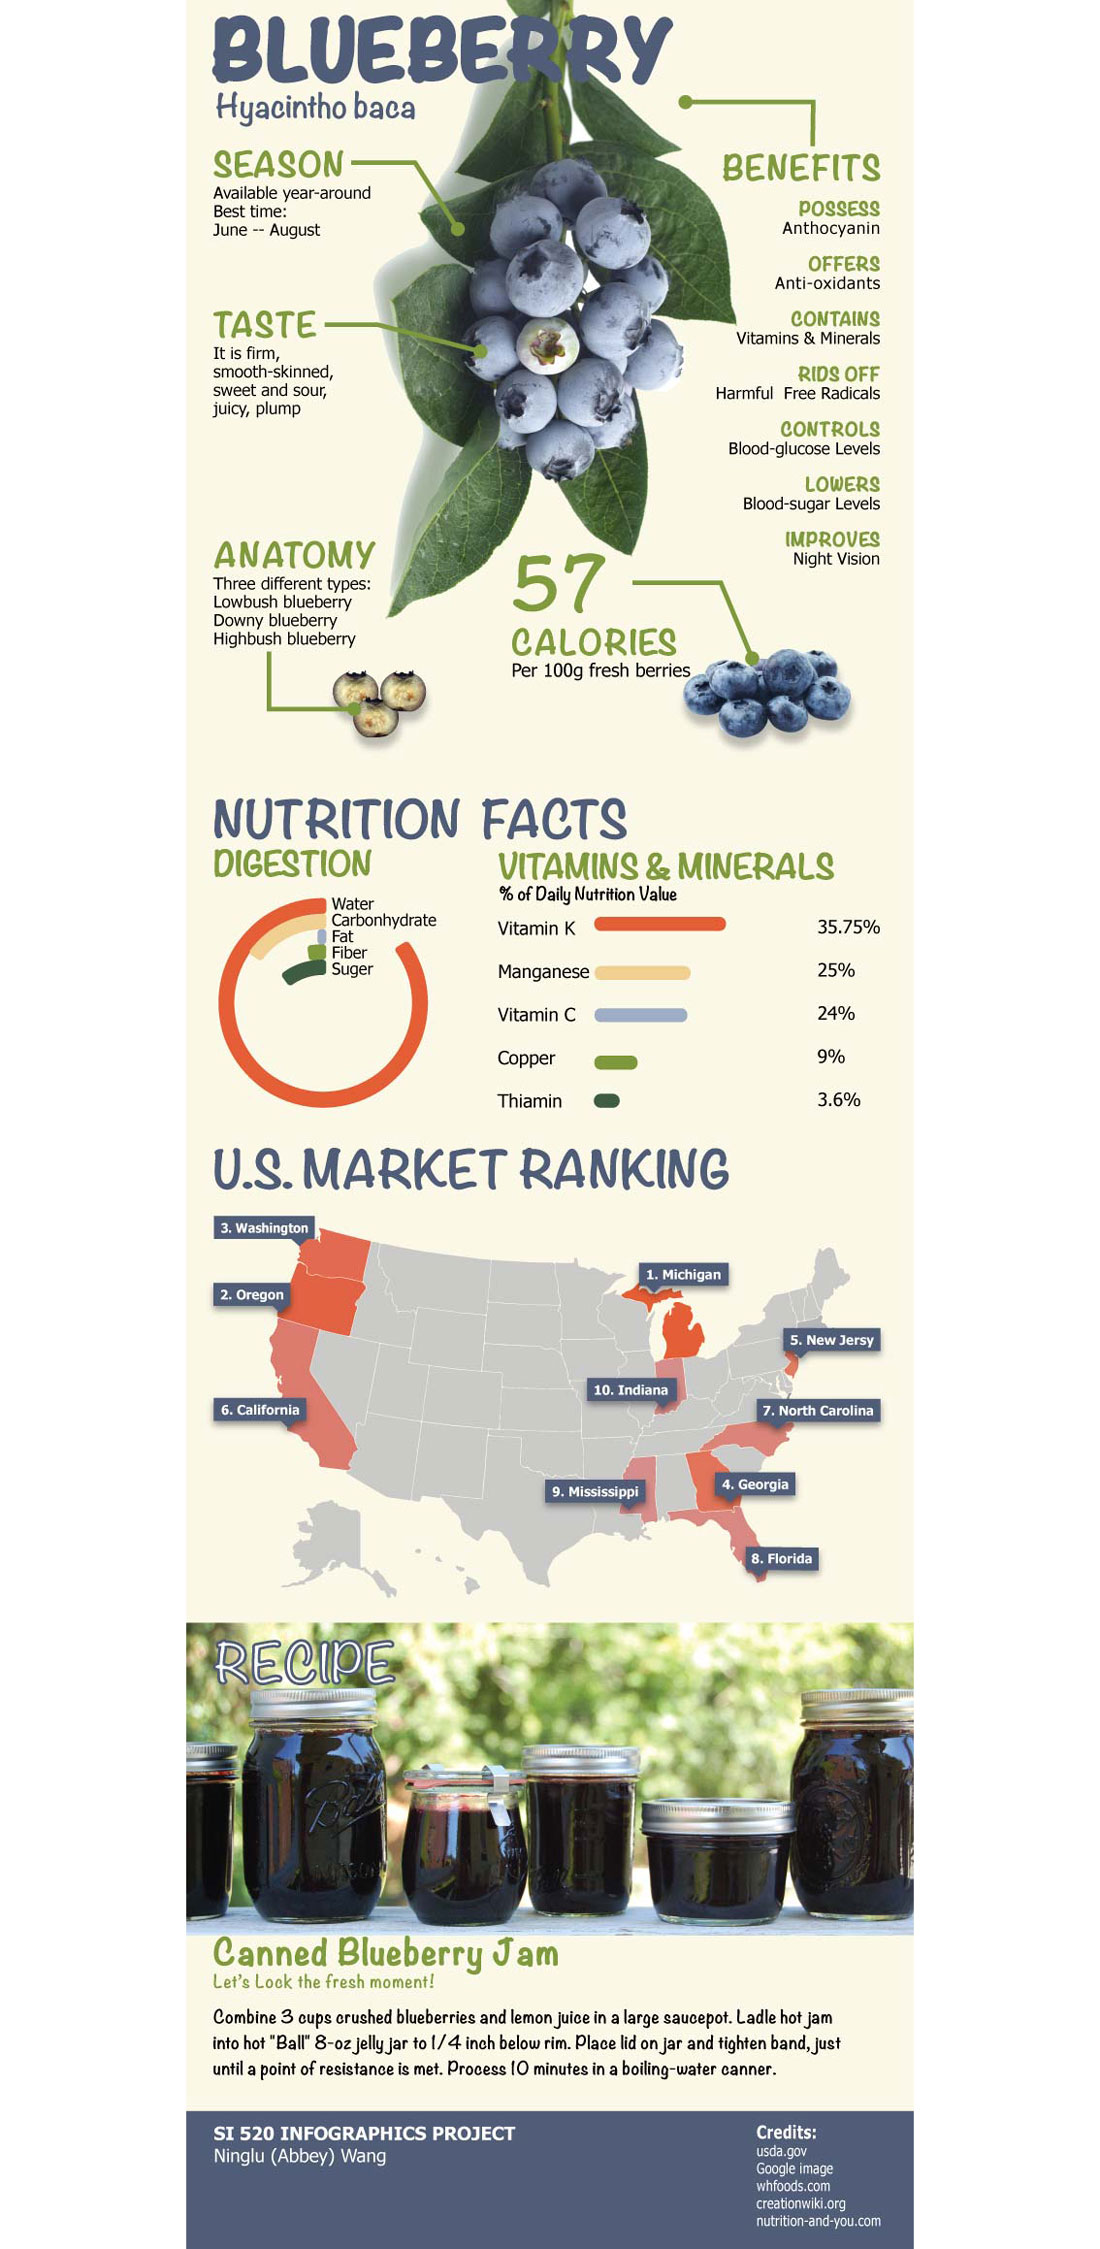 BLUEBERRY
Hyacintho baca
SEASON
Available year-around
Best time:
June -- August
TASTE
It is firm,
smooth-skinned,
sweet and sour,
juicy, plump
ANATOMY
Three different types:
Lowbush blueberry
Downy blueberry
Highbush blueberry
BENEFITS
POSSESS
Anthocyanin
OFFERS
Anti-oxidants
CONTAINS
Vitamins & Minerals
RIDS OFF
Harmful Free Radicals
CONTROLS
Blood-glucose Levels
LOWERS
Blood-sugar Levels
IMPROVES
Night Vision
57
CALORIES
Per 100g fresh berries
NUTRITION FACTS
DIGESTION
Water
Carbonhydrate
Fat
Fiber
Suger
VITAMINS & MINERALS
% of Daily Nutrition Value
Vitamin K 35.75%
Manganese 25%
Vitamin C 24%
Copper 9%
Thiamin 3.6%
U.S. MARKET RANKING
3. Washington
1. Michigan
2. Oregon
5. New Jersy
10. Indiana
6. California
7. North Carolina
4. Georgia
9. Mississippi
8. Florida
RECIPE
Ball
Canned Blueberry Jam
Let's Lock the fresh moment!
Combine 3 cups crushed blueberries and lemon juice in a large saucepot. Ladle hot jam
into hot "Ball" 8-oz jelly jar to 1/4 inch below rim. Place lid on jar and tighten band, just
until a point of resistance is met. Process 10 minutes in a boiling-water canner.
SI 520 INFOGRAPHICS PROJECT
Ninglu (Abbey) Wang
Credits:
usda.gov
Google image
whfoods.com
creationwiki.org
nutrition-and-you.com